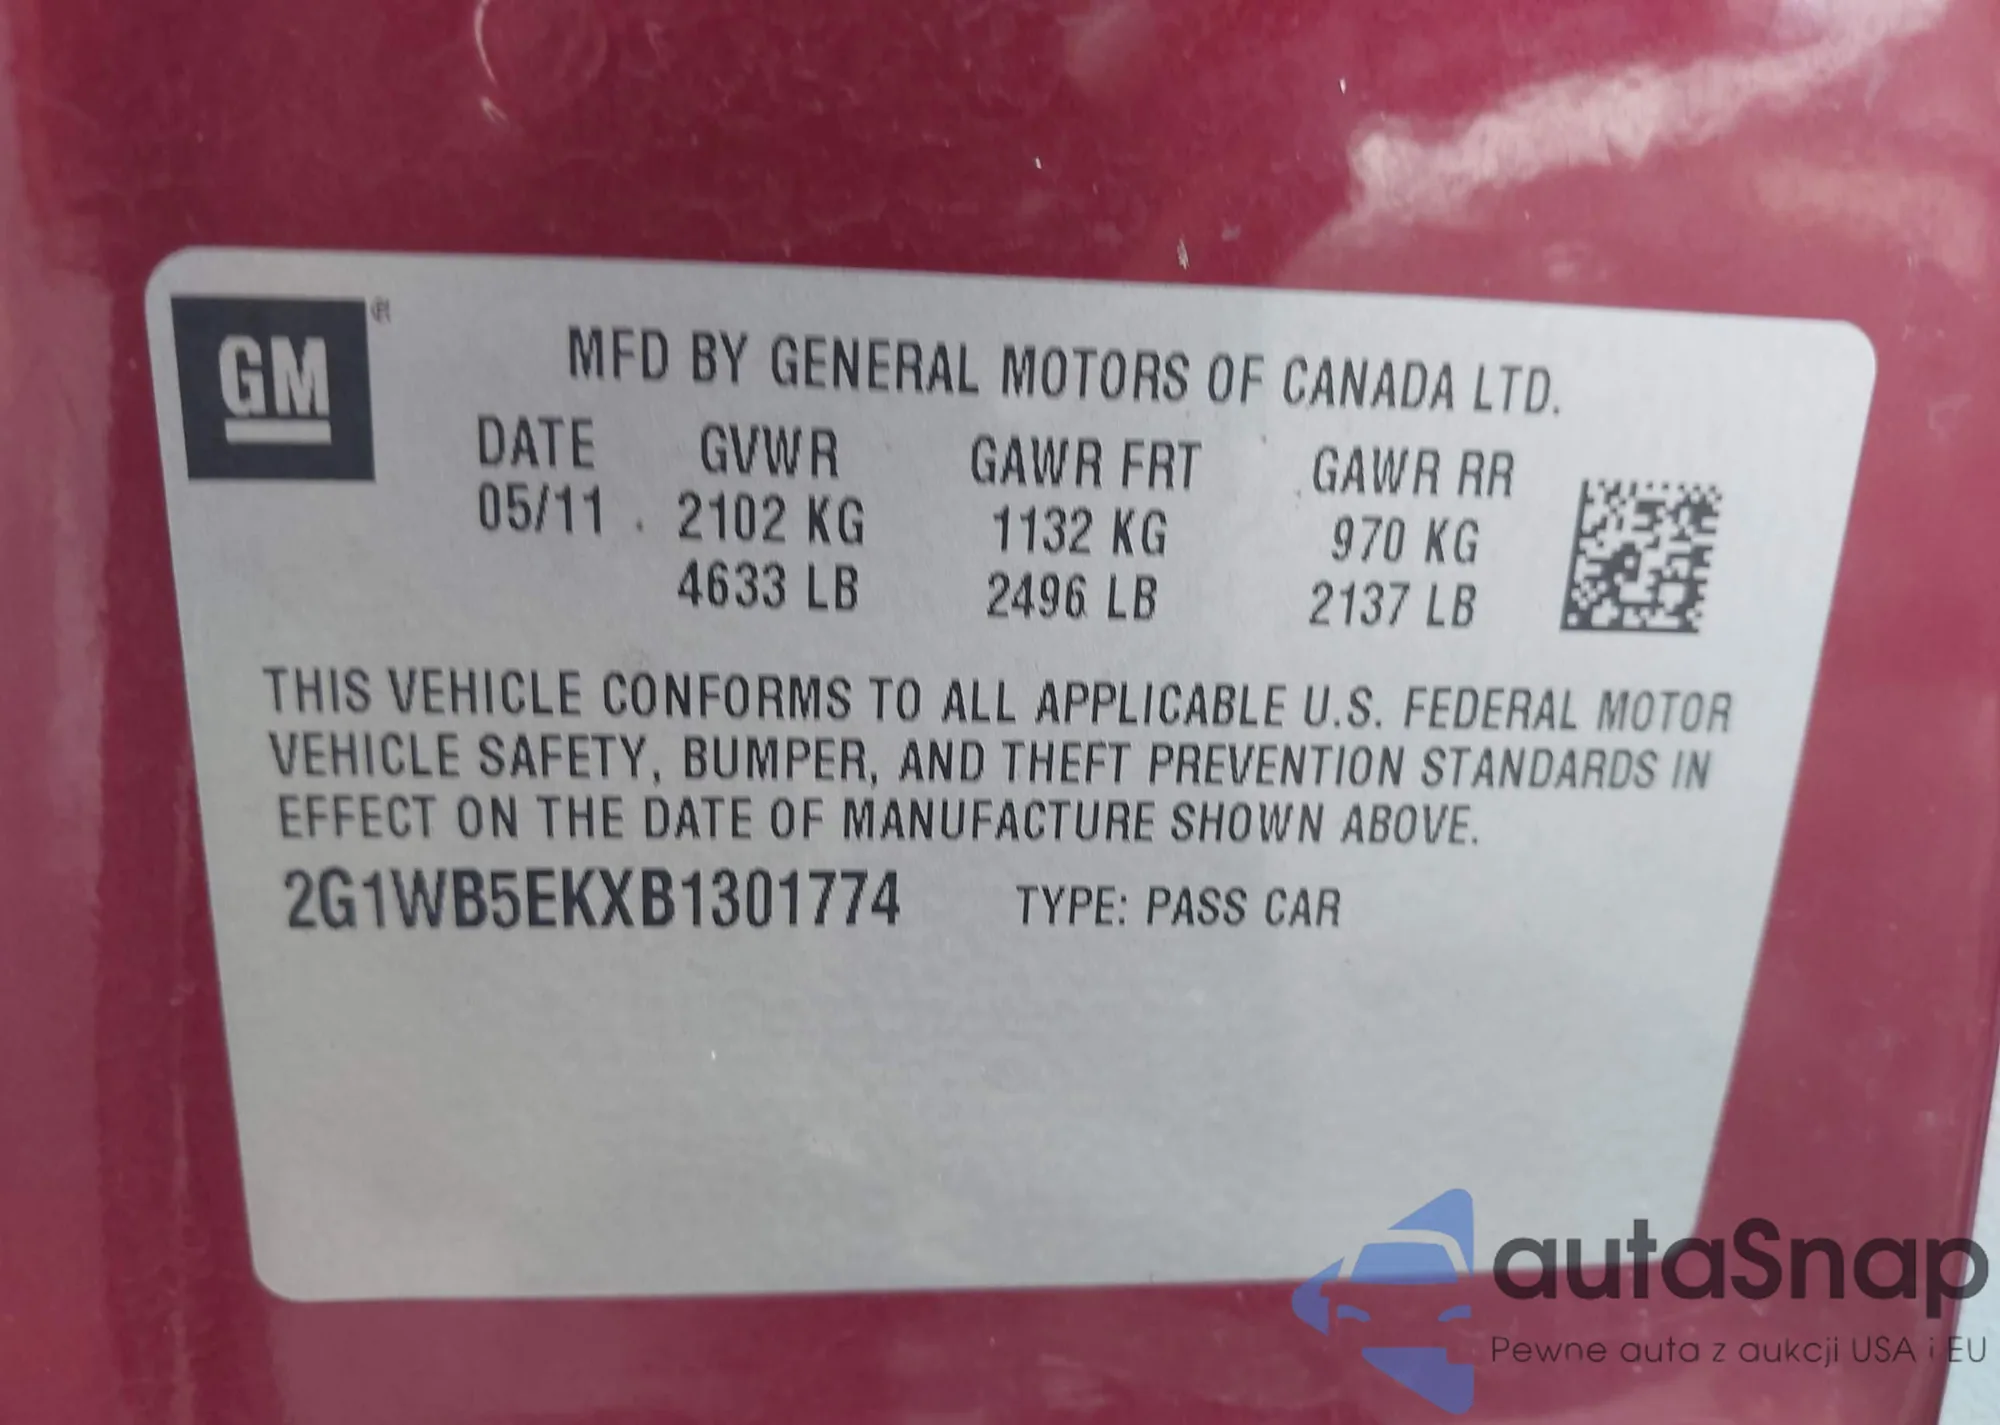 GM ®
MFD BY GENERAL MOTORS OF CANADA LTD.
DATE GVWR GAWR FRT GAWR RR
05/11 2102 KG 1132 KG 970 KG
4633 LB 2496 LB 2137 LB
THIS VEHICLE CONFORMS TO ALL APPLICABLE U.S. FEDERAL MOTOR
VEHICLE SAFETY, BUMPER, AND THEFT PREVENTION STANDARDS IN
EFFECT ON THE DATE OF MANUFACTURE SHOWN ABOVE.
2G1WB5EKXB1301774 TYPE: PASS CAR
autaSnap
Pewne auta z aukcji USA i EU